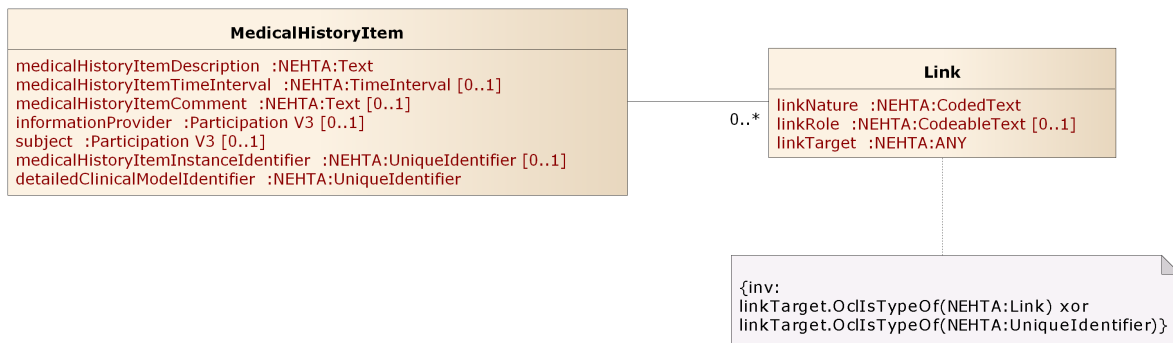 MedicalHistoryItem
medicalHistoryItemDescription :NEHTA:Text
medicalHistoryItemTimeInterval :NEHTA:TimeInterval [0..1]
medicalHistoryItemComment :NEHTA:Text [0..1]
informationProvider :Participation V3 [0..1]
subject :Participation V3 [0..1]
medicalHistoryItemInstanceIdentifier :NEHTA:UniqueIdentifier [0..1]
detailedClinicalModelIdentifier :NEHTA:UniqueIdentifier
0..*
Link
linkNature :NEHTA:CodedText
linkRole :NEHTA:CodeableText [0..1]
linkTarget :NEHTA:ANY
{inv:
linkTarget.OclIsTypeOf(NEHTA:Link) xor
linkTarget.OclIsTypeOf(NEHTA:UniqueIdentifier)}